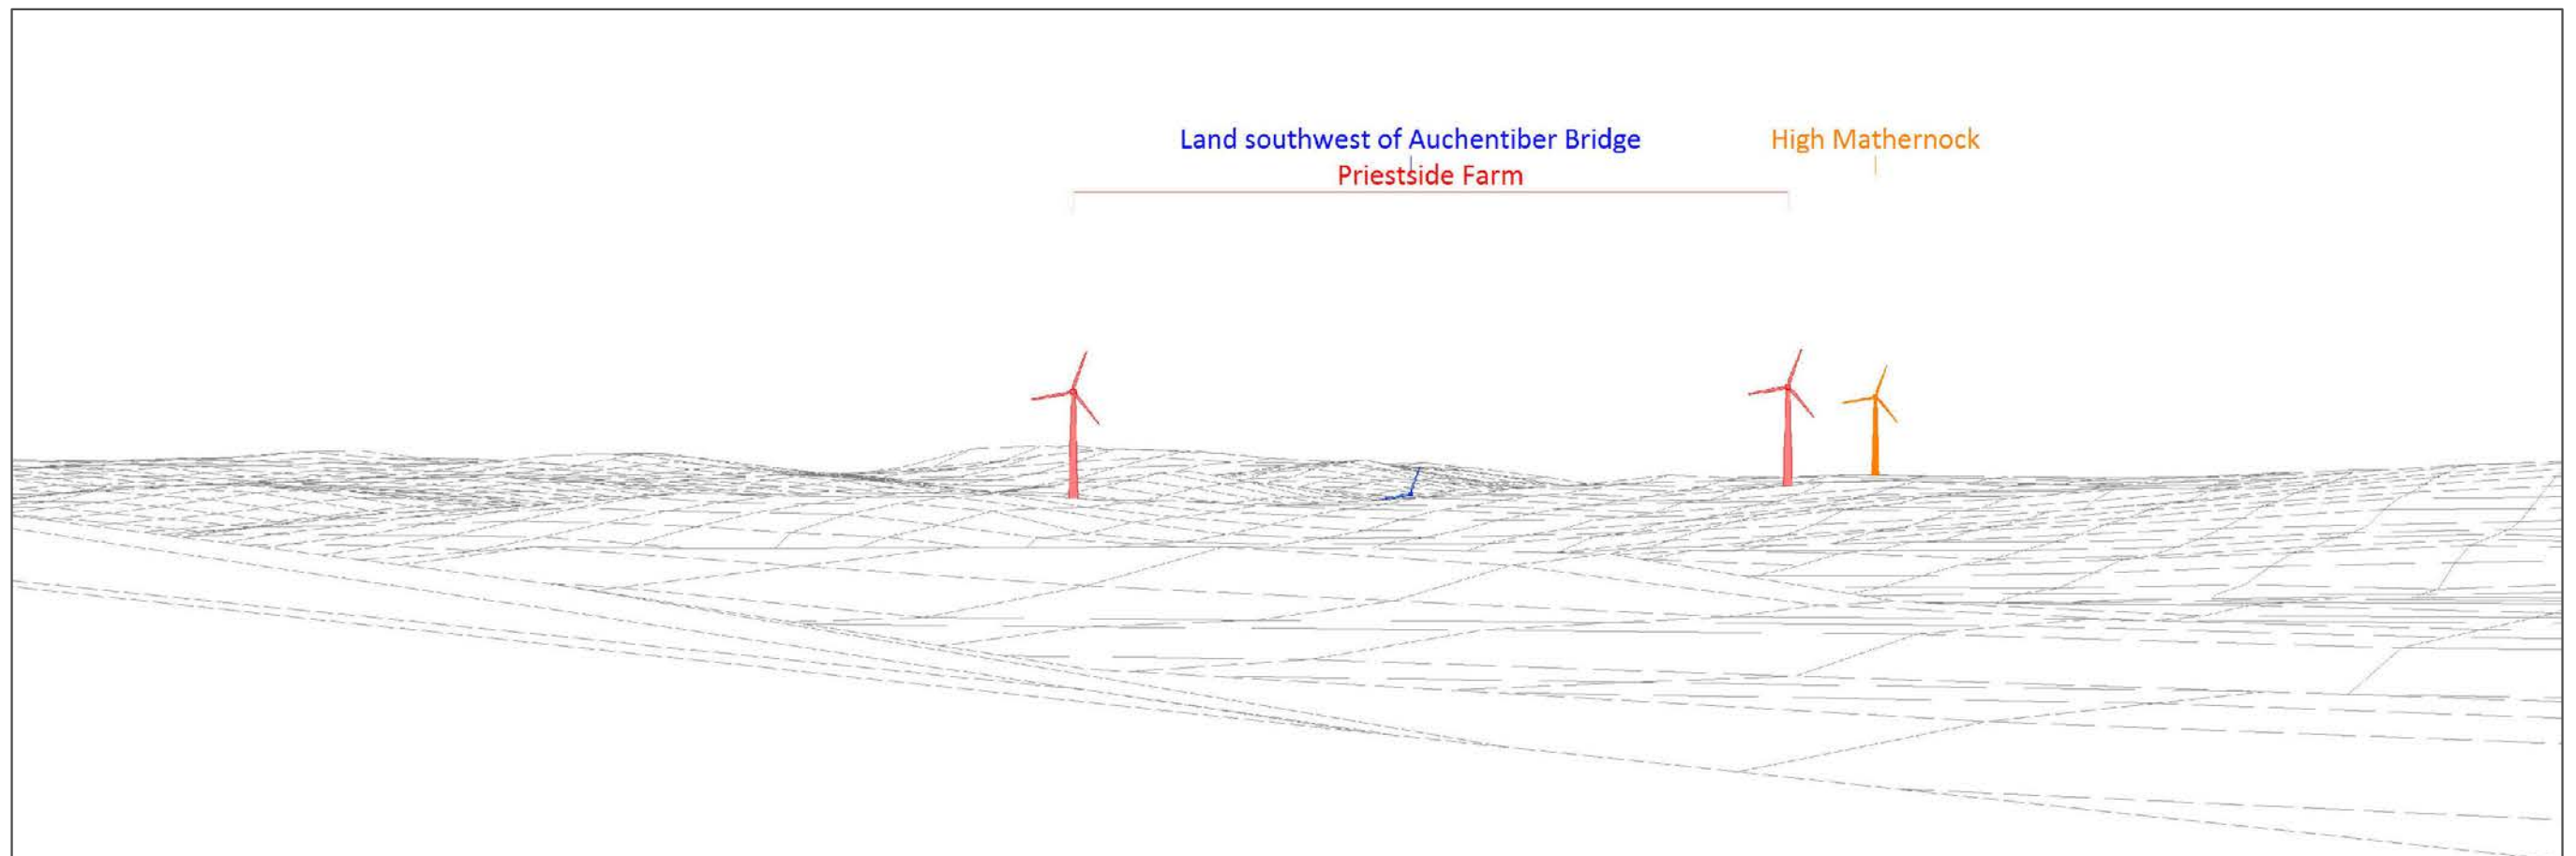 Land southwest of Auchentiber Bridge
High Mathernock
Priestside Farm